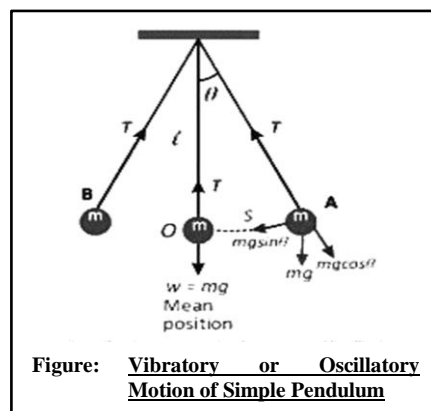 θ
T
T
ℓ
B
A
T
m
m
m
O
S
mgsinθ
mg
mgcosθ
w = mg
Mean
position
Figure: Vibratory or Oscillatory
Motion of Simple Pendulum